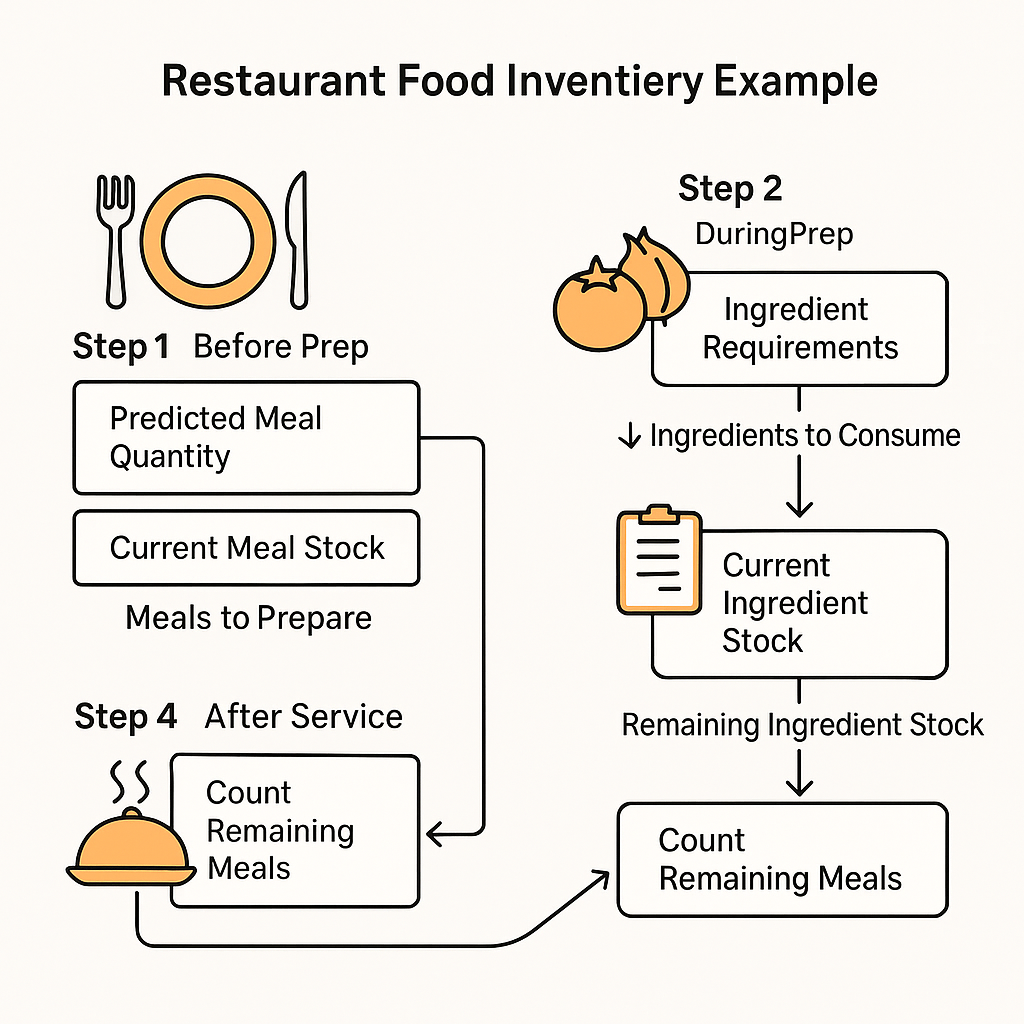 Restaurant Food Inventiery Example
Step 1 Before Prep
Predicted Meal
Quantity
Current Meal Stock
Meals to Prepare
Step 2
DuringPrep
Ingredient
Requirements
↓ Ingredients to Consume
Current
Ingredient
Stock
Remaining Ingredient Stock
Step 4 After Service
Count
Remaining
Meals
Count
Remaining Meals